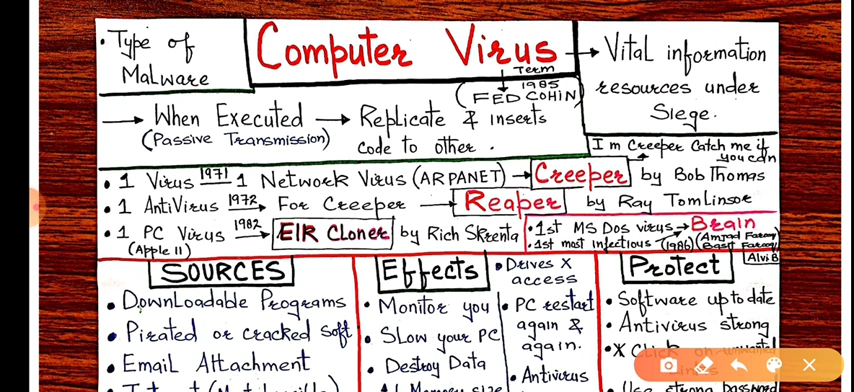 • Type of
Malware
Computer Virus
Term
1985
(FED COHIN)
→ Vital information
resources under
Siege.
→ When Executed → Replicate & inserts
(Passive Transmission)
code to other.
I m Creeper Catch me if
you can
• 1 Virus 1971 → 1 Network Virus (ARPANET) → Creeper by Bob Thomas
• 1 AntiVirus 1972 → For Creeper → Reaper by Ray Tomlinson
• 1 PC Virus 1982 → EIR Cloner by Rich Skrenta
(Apple II)
• 1st MS Dos virus → Brain
• 1st most infectious (1986) (Amjad Farooq
Basit Farooq)
Alvi B
SOURCES
• Downloadable Programs
• Pirated or cracked soft
• Email Attachment
Effects
• Monitor you
• Slow your PC
• Destroy Data
• Drives X
access
• PC restart
again &
again.
• Antivirus
Protect
• Software up to date
• Antivirus strong
• X Click on